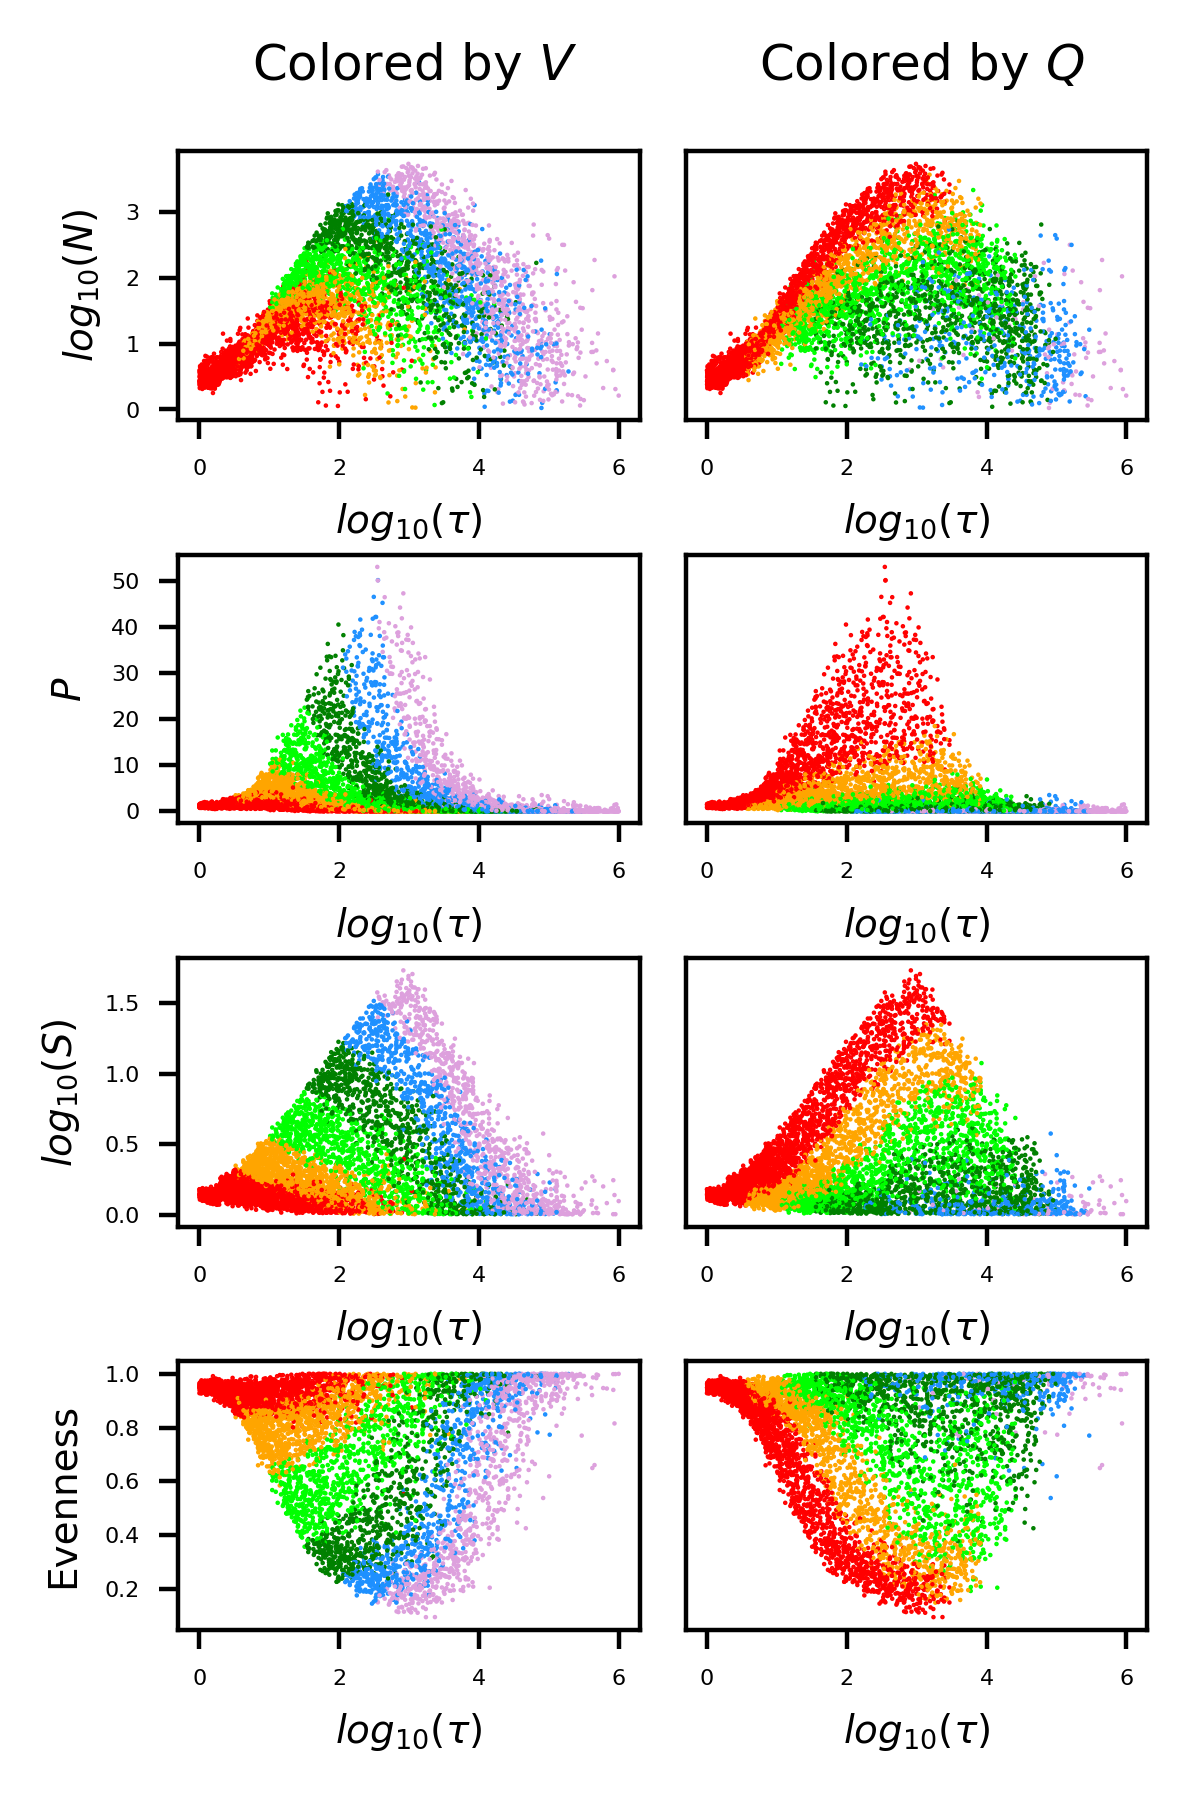 Colored by V Colored by Q
log₁₀(N)
3
2
1
0
0 2 4 6 0 2 4 6
log₁₀(τ) log₁₀(τ)
P
50
40
30
20
10
0
0 2 4 6 0 2 4 6
log₁₀(τ) log₁₀(τ)
log₁₀(S)
1.5
1.0
0.5
0.0
0 2 4 6 0 2 4 6
log₁₀(τ) log₁₀(τ)
Evenness
1.0
0.8
0.6
0.4
0.2
0 2 4 6 0 2 4 6
log₁₀(τ) log₁₀(τ)